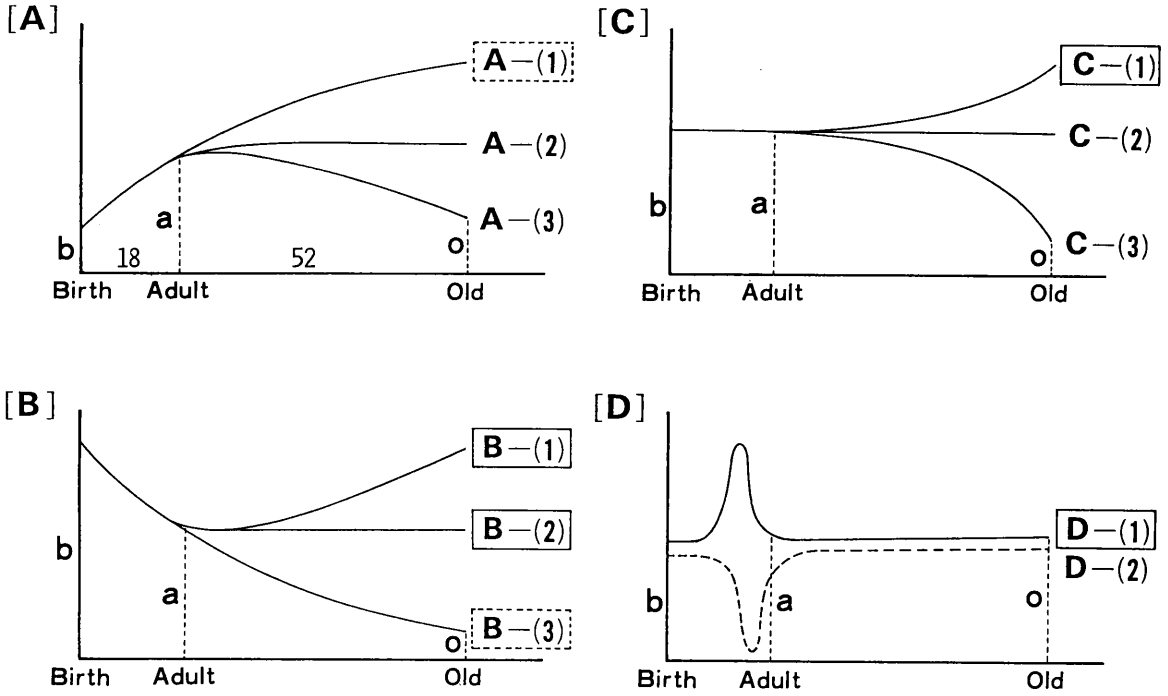 [A]
A—(1)
A—(2)
A—(3)
b
a
o
18
52
Birth
Adult
Old
[C]
C—(1)
C—(2)
C—(3)
b
a
o
Birth
Adult
Old
[B]
B—(1)
B—(2)
B—(3)
b
a
o
Birth
Adult
Old
[D]
D—(1)
D—(2)
b
a
o
Birth
Adult
Old